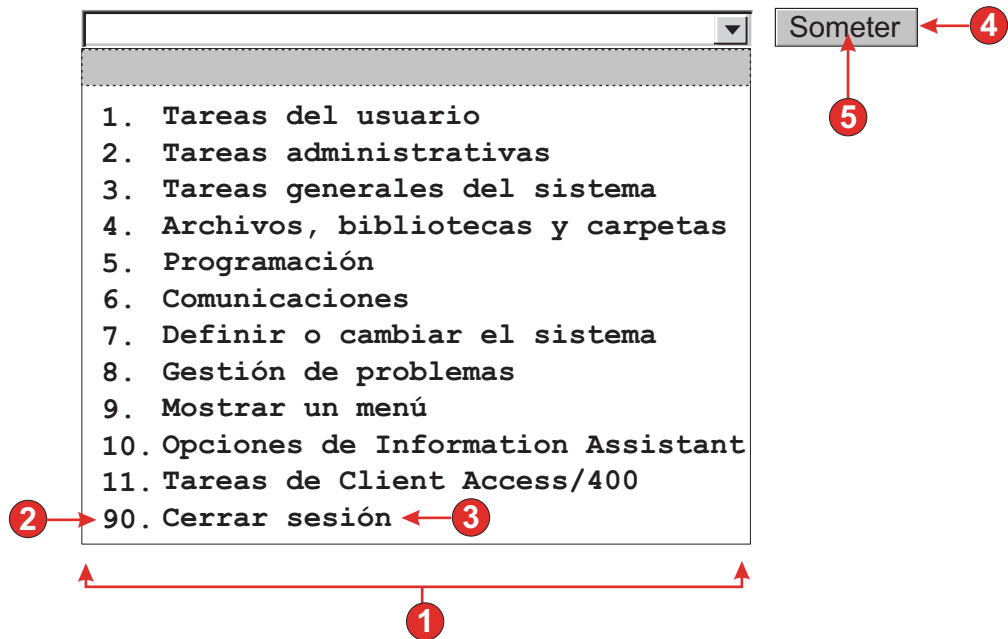 Someter
4
5
1. Tareas del usuario
2. Tareas administrativas
3. Tareas generales del sistema
4. Archivos, bibliotecas y carpetas
5. Programación
6. Comunicaciones
7. Definir o cambiar el sistema
8. Gestión de problemas
9. Mostrar un menú
10. Opciones de Information Assistant
11. Tareas de Client Access/400
2 90. Cerrar sesión 3
1